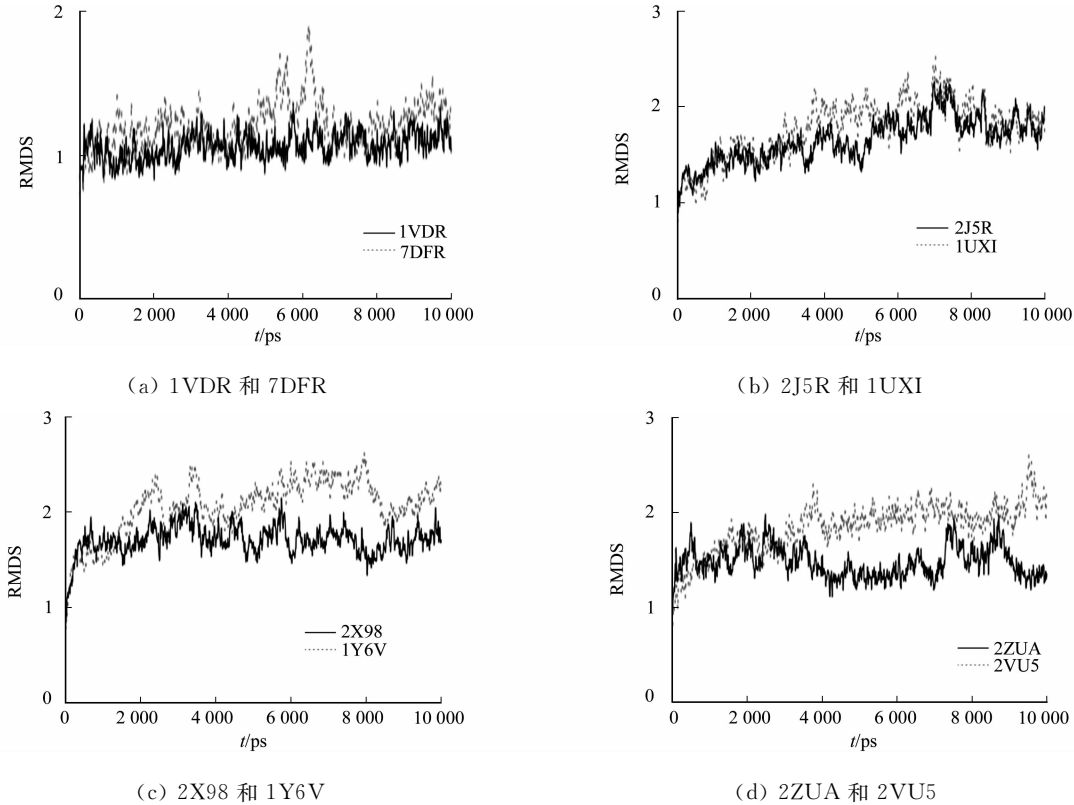 2
1
0
RMDS
1VDR
7DFR
0 2 000 4 000 6 000 8 000 10 000
t/ps
(a) 1VDR 和 7DFR
3
2
1
0
RMDS
2J5R
1UXI
0 2 000 4 000 6 000 8 000 10 000
t/ps
(b) 2J5R 和 1UXI
3
2
1
0
RMDS
2X98
1Y6V
0 2 000 4 000 6 000 8 000 10 000
t/ps
(c) 2X98 和 1Y6V
3
2
1
0
RMDS
2ZUA
2VU5
0 2 000 4 000 6 000 8 000 10 000
t/ps
(d) 2ZUA 和 2VU5